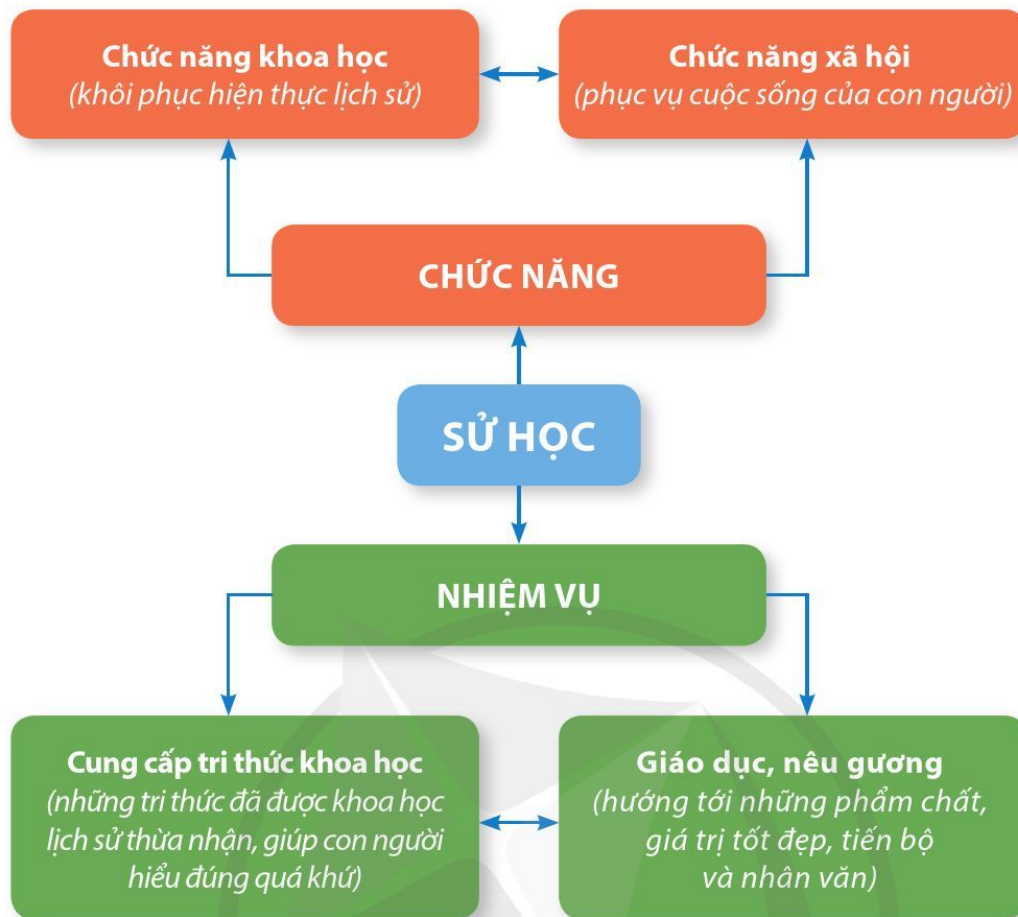 Chức năng khoa học
(khôi phục hiện thực lịch sử)
Chức năng xã hội
(phục vụ cuộc sống của con người)
CHỨC NĂNG
SỬ HỌC
NHIỆM VỤ
Cung cấp tri thức khoa học
(những tri thức đã được khoa học
lịch sử thừa nhận, giúp con người
hiểu đúng quá khứ)
Giáo dục, nêu gương
(hướng tới những phẩm chất,
giá trị tốt đẹp, tiến bộ
và nhân văn)